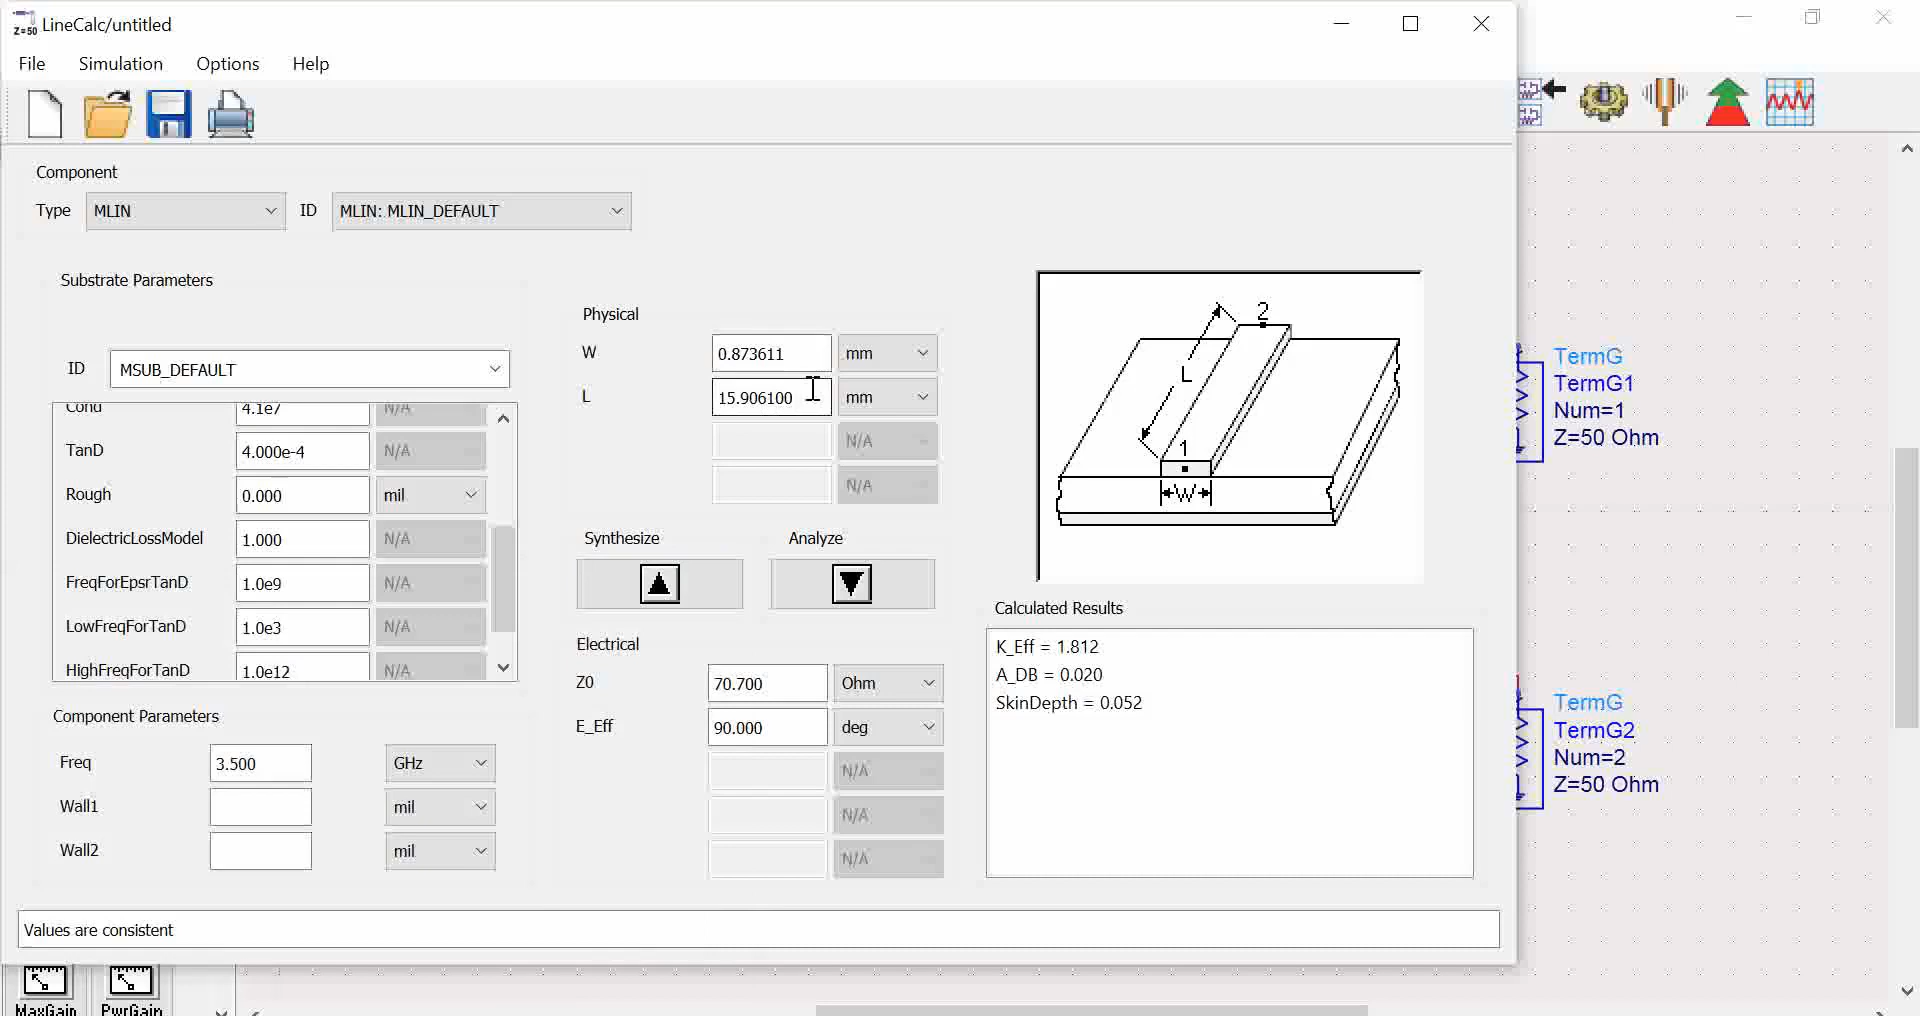 Z=50 LineCalc/untitled
File Simulation Options Help
Component
Type MLIN ID MLIN: MLIN_DEFAULT
Substrate Parameters
ID MSUB_DEFAULT
Cond 4.1e7 N/A
TanD 4.000e-4 N/A
Rough 0.000 mil
DielectricLossModel 1.000 N/A
FreqForEpsrTanD 1.0e9 N/A
LowFreqForTanD 1.0e3 N/A
HighFreqForTanD 1.0e12 N/A
Component Parameters
Freq 3.500 GHz
Wall1 mil
Wall2 mil
Physical
W 0.873611 mm
L 15.906100 mm
N/A
N/A
Synthesize Analyze
Electrical
Z0 70.700 Ohm
E_Eff 90.000 deg
N/A
N/A
N/A
2
L
1
W
Calculated Results
K_Eff = 1.812
A_DB = 0.020
SkinDepth = 0.052
Values are consistent
TermG
TermG1
Num=1
Z=50 Ohm
TermG
TermG2
Num=2
Z=50 Ohm
MaxGain PwrGain